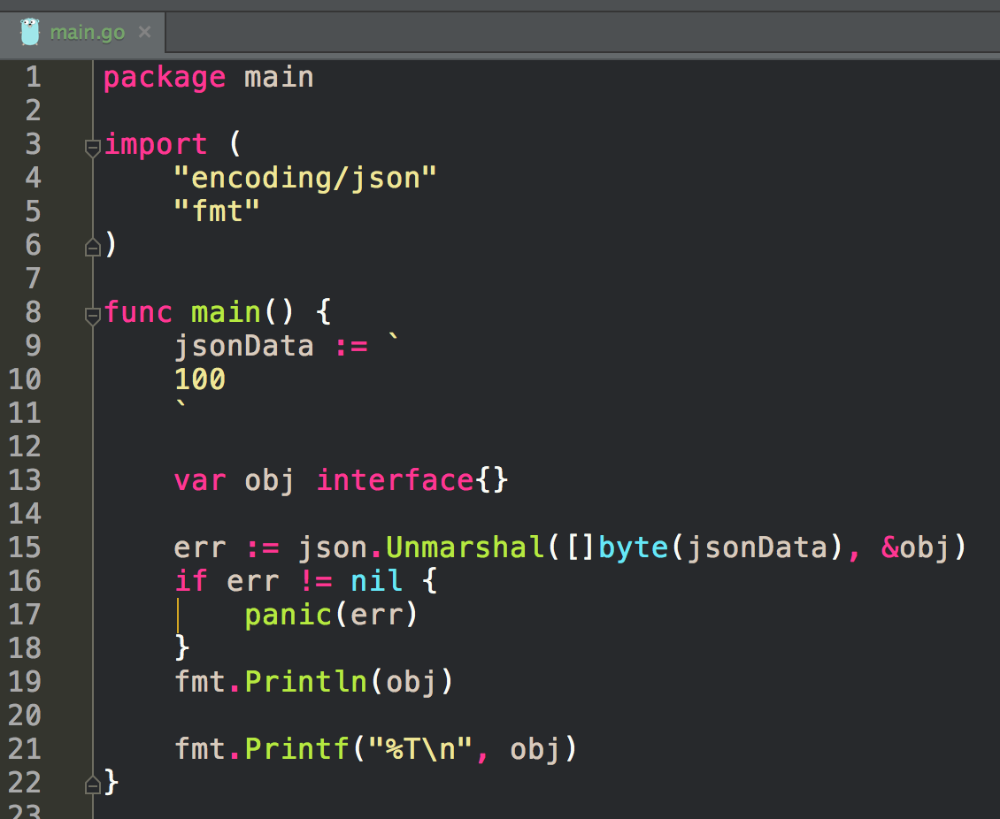 main.go ×
1 package main
2
3 import (
4     "encoding/json"
5     "fmt"
6 )
7
8 func main() {
9     jsonData := `
10     100
11     `
12
13     var obj interface{}
14
15     err := json.Unmarshal([]byte(jsonData), &obj)
16     if err != nil {
17         panic(err)
18     }
19     fmt.Println(obj)
20
21     fmt.Printf("%T\n", obj)
22 }
23